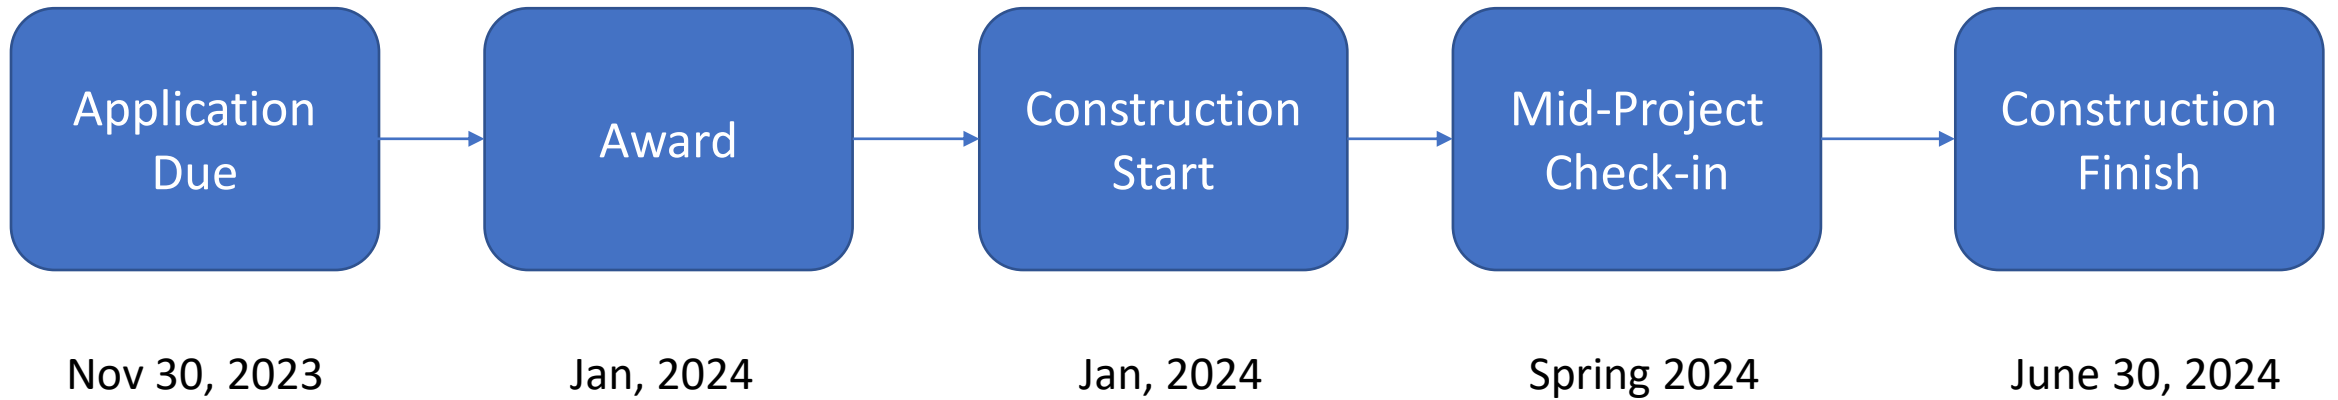 Application
Due
Award
Construction
Start
Mid-Project
Check-in
Construction
Finish
Nov 30, 2023
Jan, 2024
Jan, 2024
Spring 2024
June 30, 2024